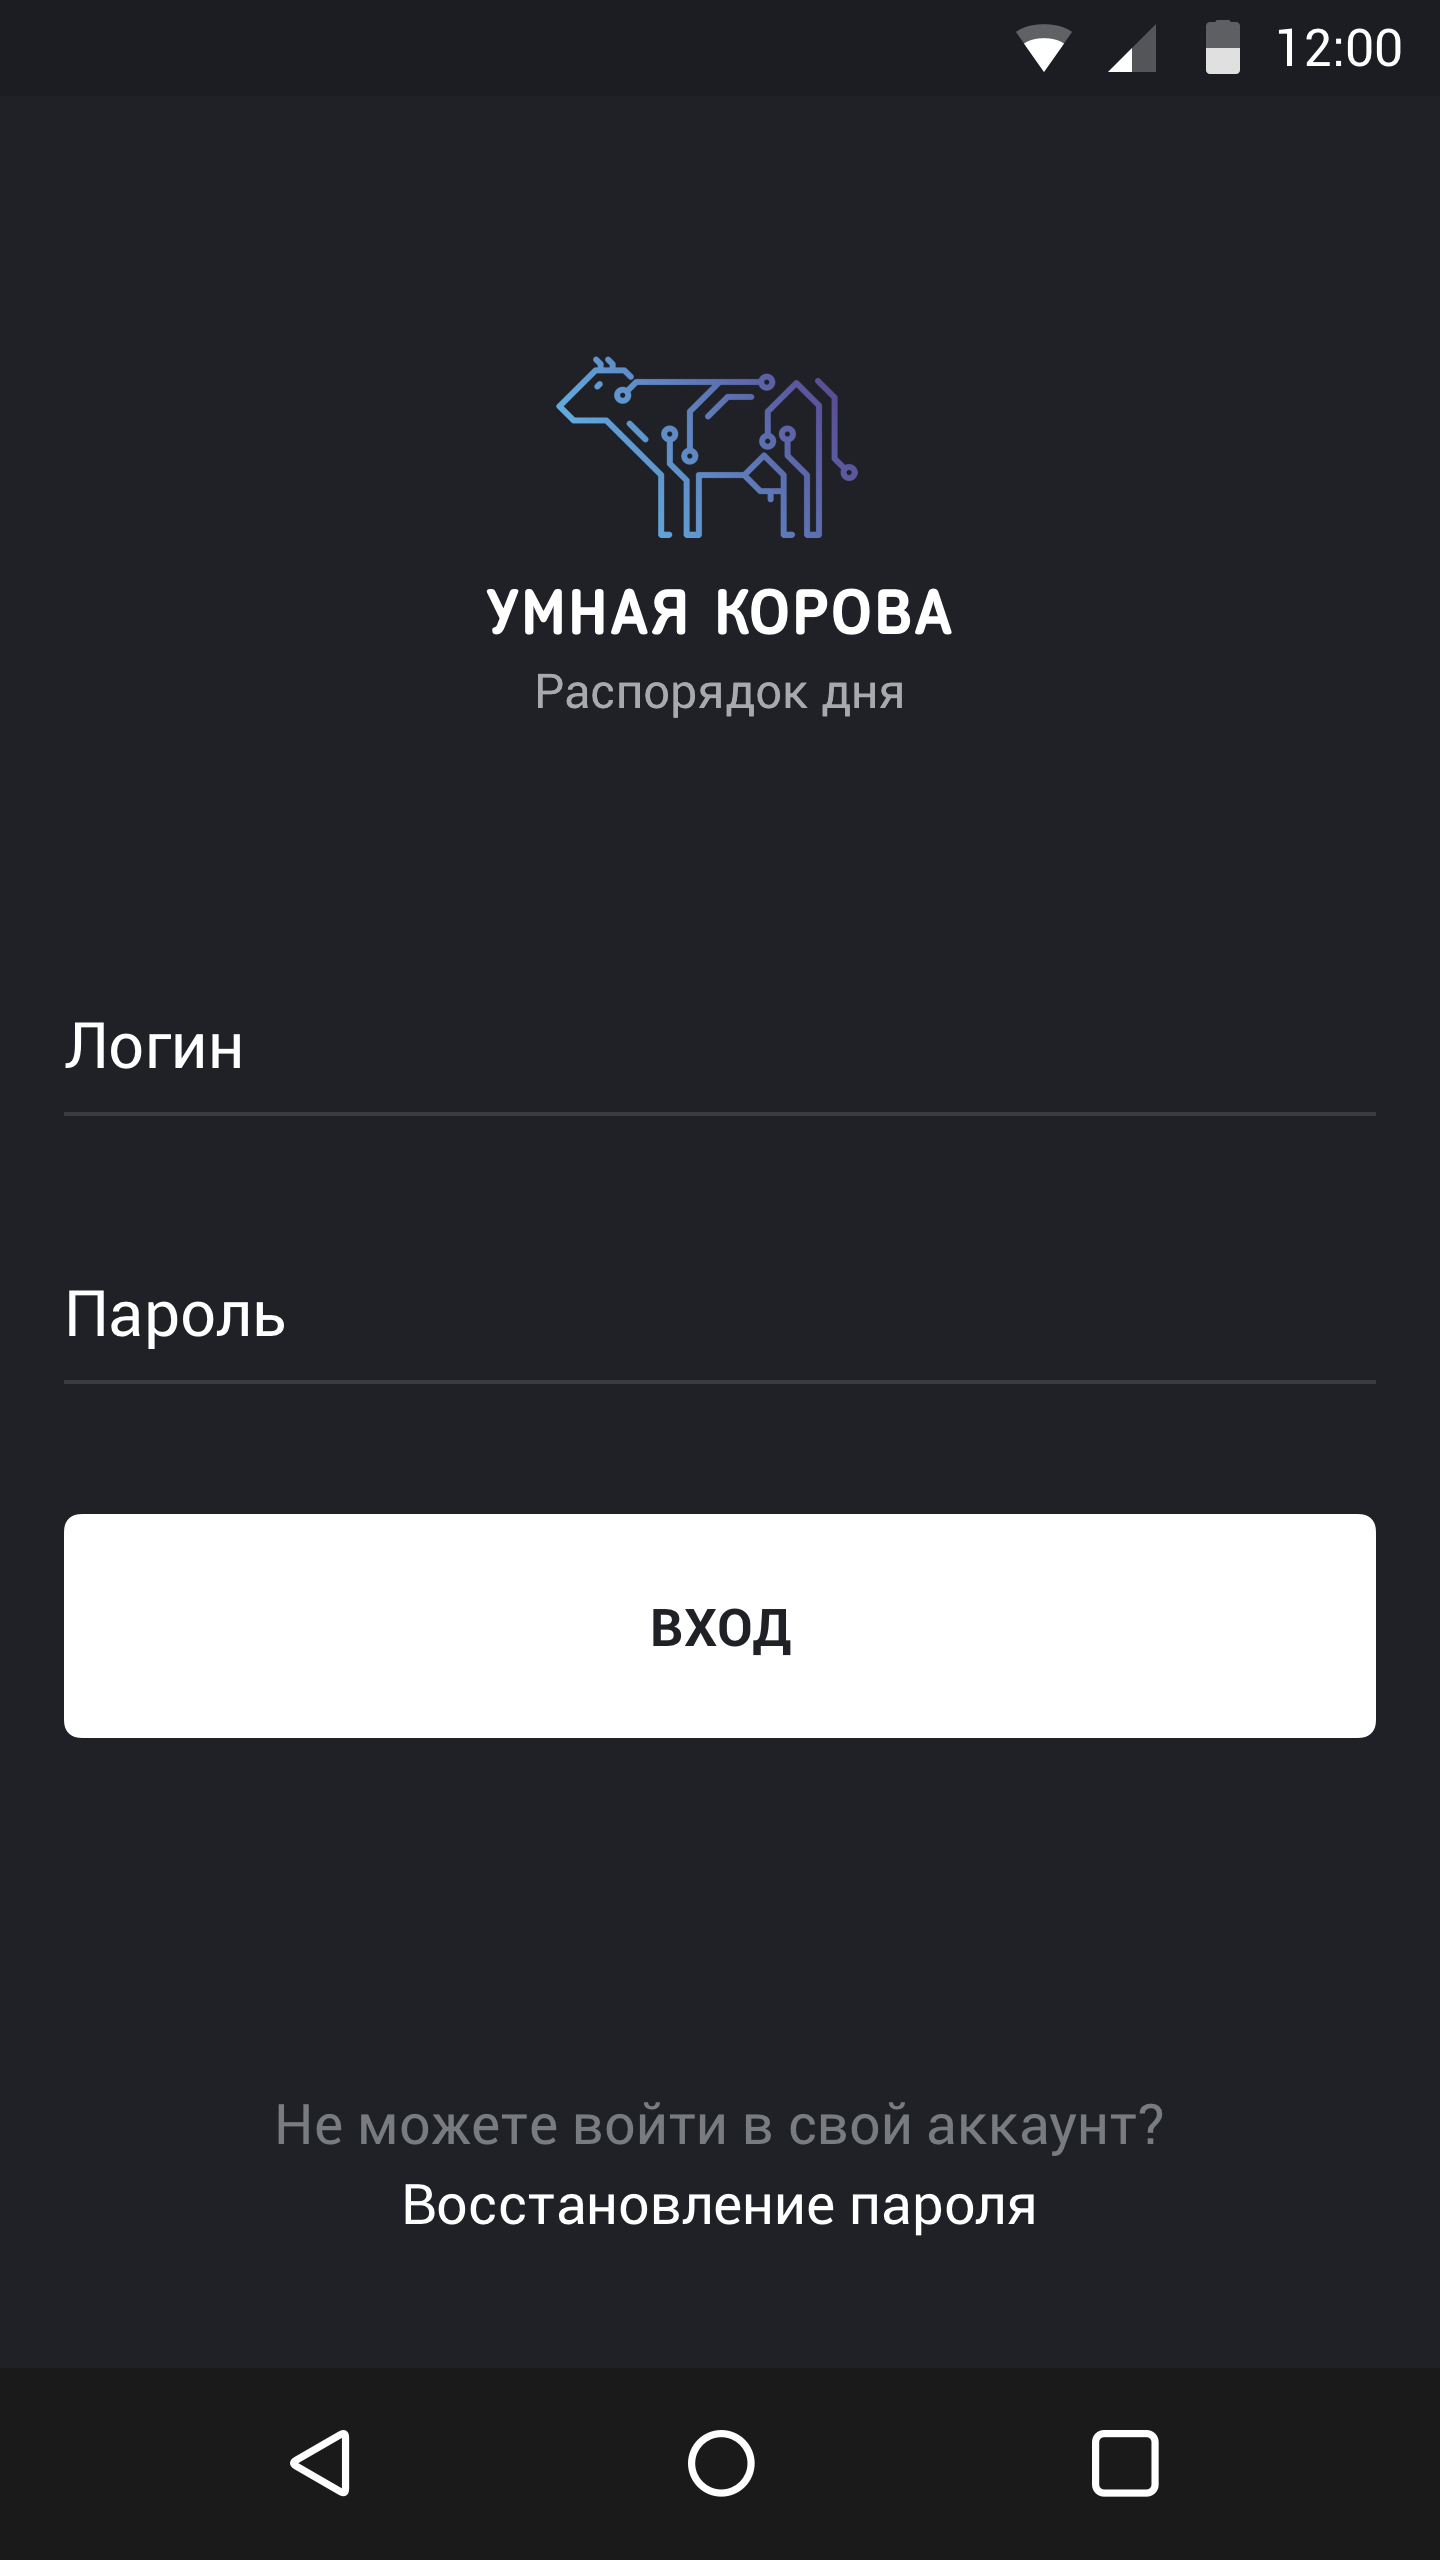 12:00
УМНАЯ КОРОВА
Распорядок дня
Логин
Пароль
ВХОД
Не можете войти в свой аккаунт?
Восстановление пароля